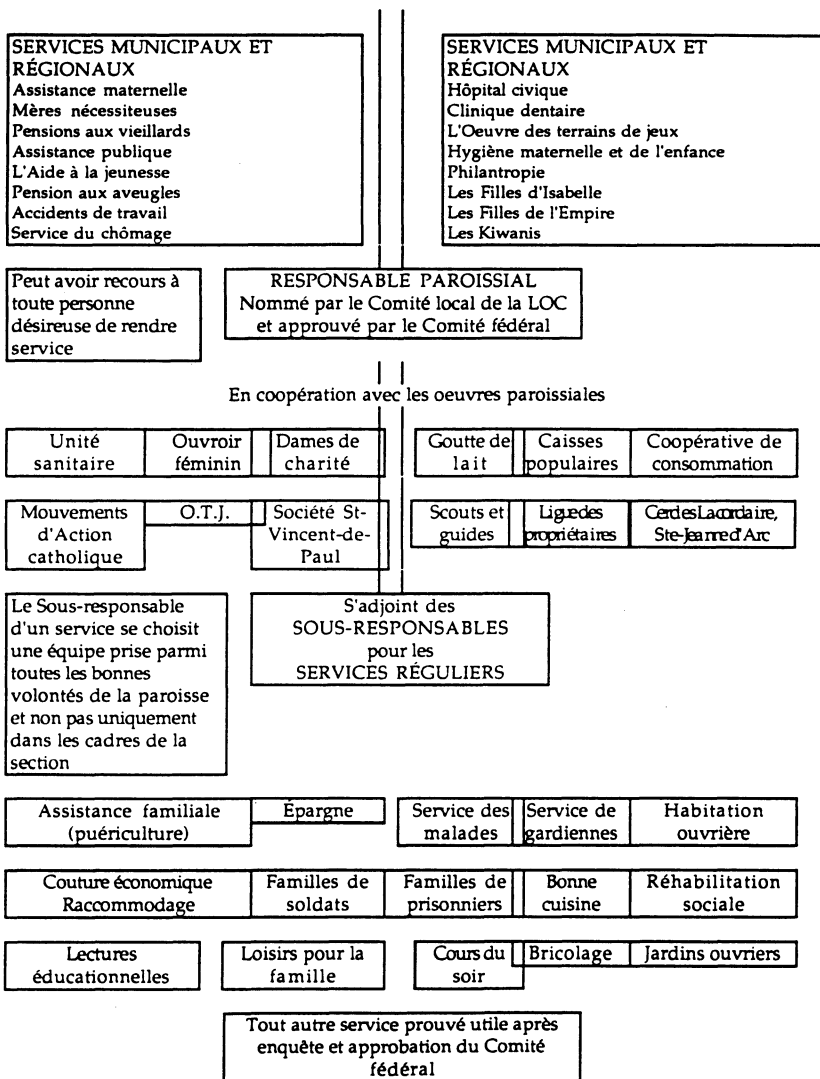 SERVICES MUNICIPAUX ET
RÉGIONAUX
Assistance maternelle
Mères nécessiteuses
Pensions aux vieillards
Assistance publique
L'Aide à la jeunesse
Pension aux aveugles
Accidents de travail
Service du chômage
SERVICES MUNICIPAUX ET
RÉGIONAUX
Hôpital civique
Clinique dentaire
L'Oeuvre des terrains de jeux
Hygiène maternelle et de l'enfance
Philantropie
Les Filles d'Isabelle
Les Filles de l'Empire
Les Kiwanis
Peut avoir recours à
toute personne
désireuse de rendre
service
RESPONSABLE PAROISSIAL
Nommé par le Comité local de la LOC
et approuvé par le Comité fédéral
En coopération avec les oeuvres paroissiales
Unité
sanitaire
Ouvroir
féminin
Dames de
charité
Goutte de
lait
Caisses
populaires
Coopérative de
consommation
Mouvements
d'Action
catholique
O.T.J.
Société St-
Vincent-de-
Paul
Scouts et
guides
Ligue des
propriétaires
Cercles Lacordaire,
Ste-Jeanne d'Arc
Le Sous-responsable
d'un service se choisit
une équipe prise parmi
toutes les bonnes
volontés de la paroisse
et non pas uniquement
dans les cadres de la
section
S'adjoint des
SOUS-RESPONSABLES
pour les
SERVICES RÉGULIERS
Assistance familiale
(puériculture)
Épargne
Service des
malades
Service de
gardiennes
Habitation
ouvrière
Couture économique
Raccommodage
Familles de
soldats
Familles de
prisonniers
Bonne
cuisine
Réhabilitation
sociale
Lectures
éducationnelles
Loisirs pour la
famille
Cours du
soir
Bricolage
Jardins ouvriers
Tout autre service prouvé utile après
enquête et approbation du Comité
fédéral